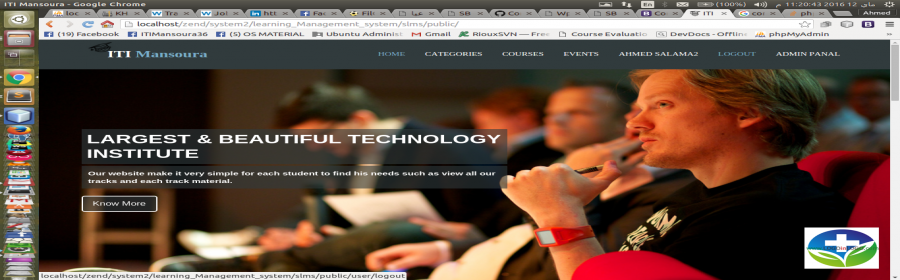 ITI Mansoura - Google Chrome
En (100%) 11:20:43 2016 12 ماي Ahmed
localhost/zend/system2/learning_Management_system/slms/public/
(19) Facebook ITIMansoura36 (5) OS MATERIAL Ubuntu Adminis Gmail RlouxSVN — Free Course Evaluatio DevDocs - Offlin phpMyAdmin
ITI Mansoura HOME CATEGORIES COURSES EVENTS AHMED SALAMA2 LOGOUT ADMIN PANAL
LARGEST & BEAUTIFUL TECHNOLOGY
INSTITUTE
Our website make it very simple for each student to find his needs such as view all our
tracks and each track material.
Know More
localhost/zend/system2/learning_Management_system/slms/public/user/logout